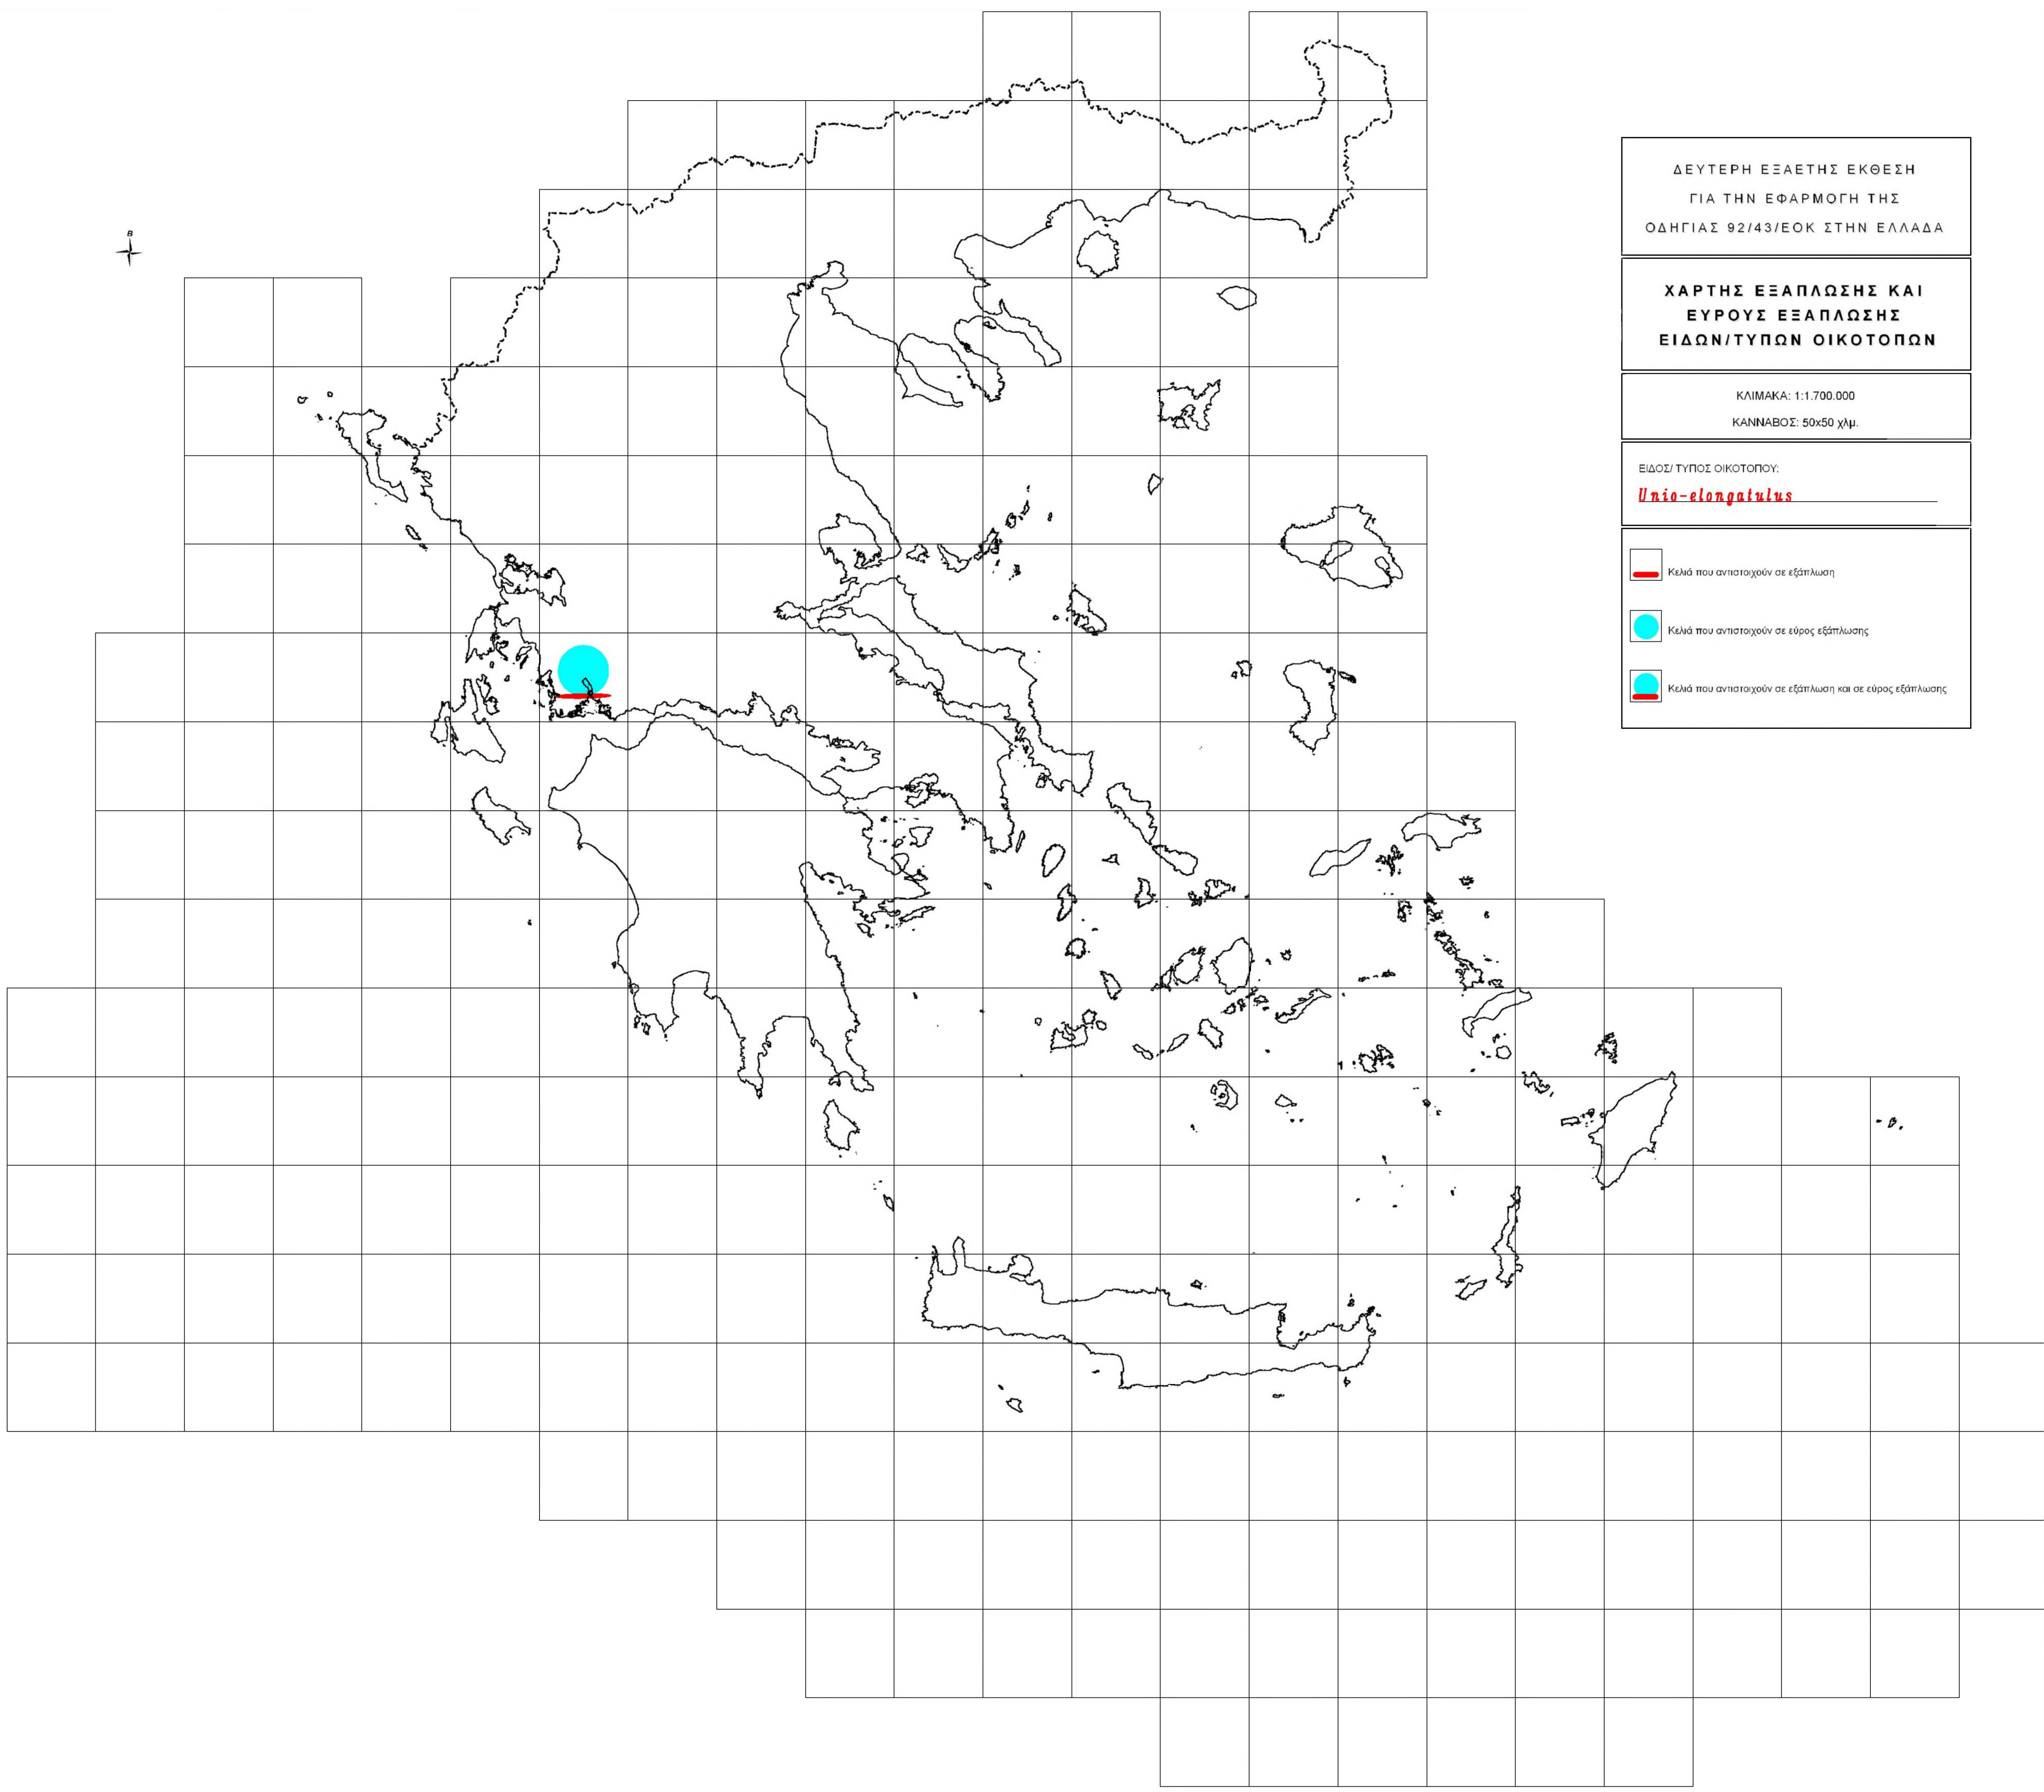 Β
ΔΕΥΤΕΡΗ ΕΞΑΕΤΗΣ ΕΚΘΕΣΗ
ΓΙΑ ΤΗΝ ΕΦΑΡΜΟΓΗ ΤΗΣ
ΟΔΗΓΙΑΣ 92/43/ΕΟΚ ΣΤΗΝ ΕΛΛΑΔΑ
ΧΑΡΤΗΣ ΕΞΑΠΛΩΣΗΣ ΚΑΙ
ΕΥΡΟΥΣ ΕΞΑΠΛΩΣΗΣ
ΕΙΔΩΝ/ΤΥΠΩΝ ΟΙΚΟΤΟΠΩΝ
ΚΛΙΜΑΚΑ: 1:1.700.000
ΚΑΝΝΑΒΟΣ: 50x50 χλμ.
ΕΙΔΟΣ/ ΤΥΠΟΣ ΟΙΚΟΤΟΠΟΥ:
Unio-elongatulus
Κελιά που αντιστοιχούν σε εξάπλωση
Κελιά που αντιστοιχούν σε εύρος εξάπλωσης
Κελιά που αντιστοιχούν σε εξάπλωση και σε εύρος εξάπλωσης